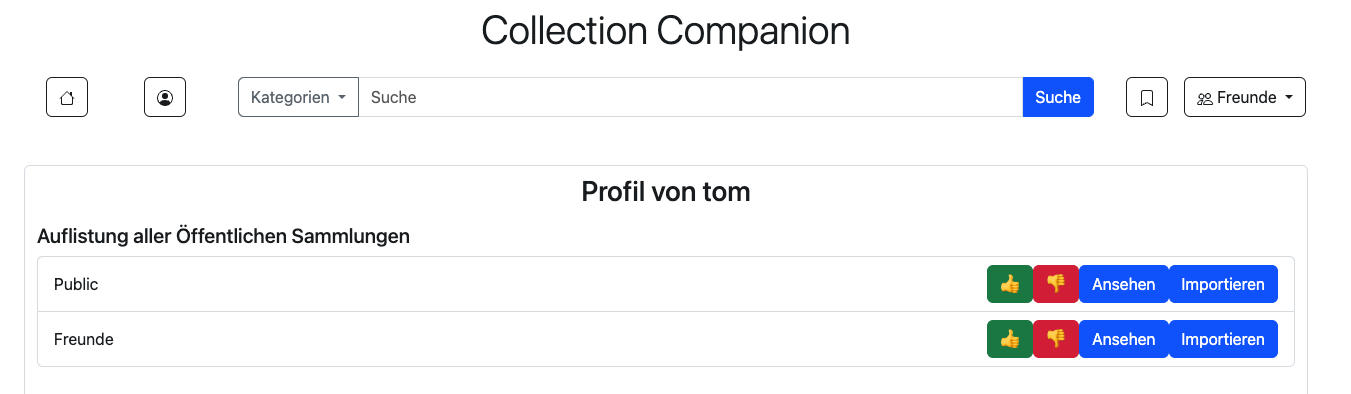 Collection Companion
Kategorien Suche Suche Freunde
Profil von tom
Auflistung aller Öffentlichen Sammlungen
Public 👍 👎 Ansehen Importieren
Freunde 👍 👎 Ansehen Importieren